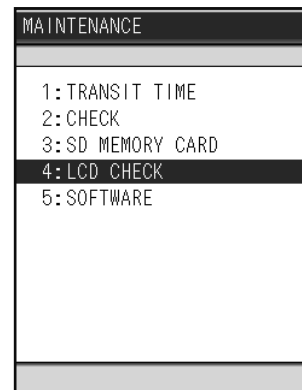 MAINTENANCE
1:TRANSIT TIME
2:CHECK
3:SD MEMORY CARD
4:LCD CHECK
5:SOFTWARE